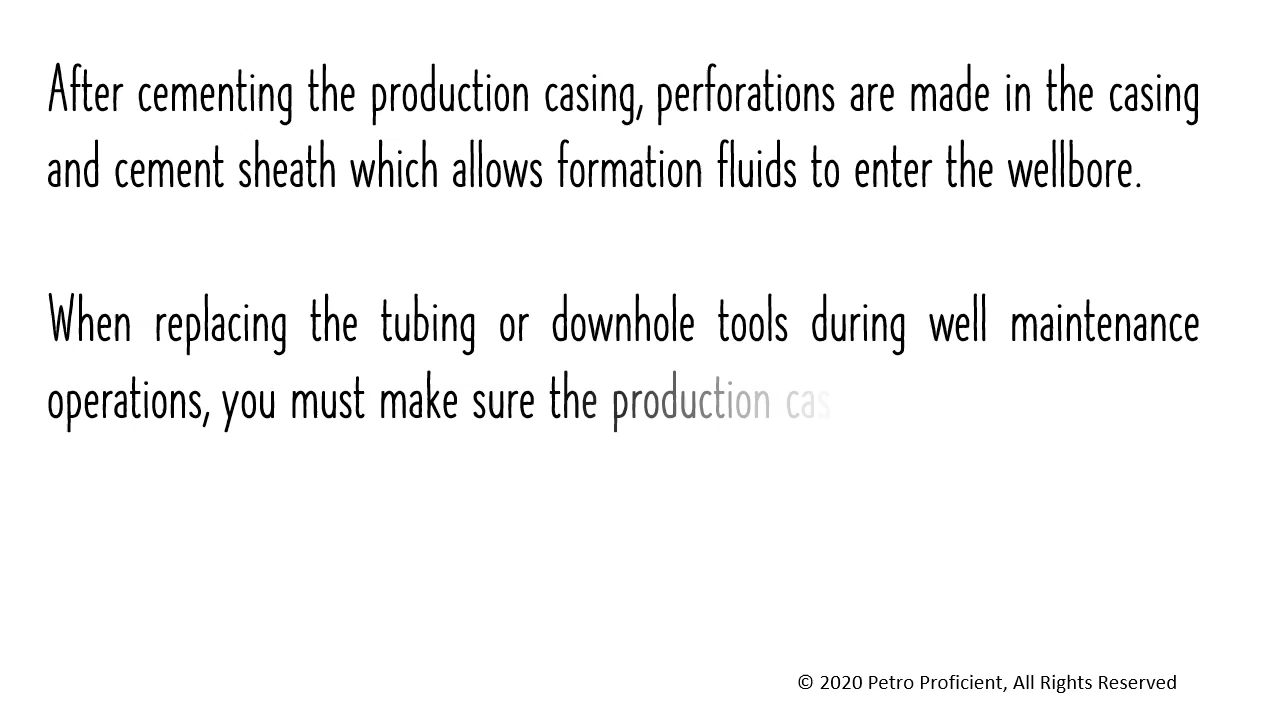 After cementing the production casing, perforations are made in the casing
and cement sheath which allows formation fluids to enter the wellbore.
When replacing the tubing or downhole tools during well maintenance
operations, you must make sure the production cas
© 2020 Petro Proficient, All Rights Reserved